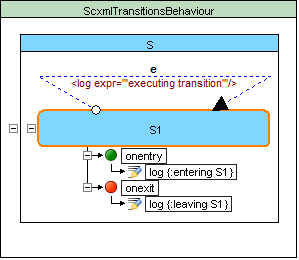 ScxmlTransitionsBehaviour
S
e
<log expr="'executing transition'"/>
S1
onentry
log {:entering S1}
onexit
log {:leaving S1}